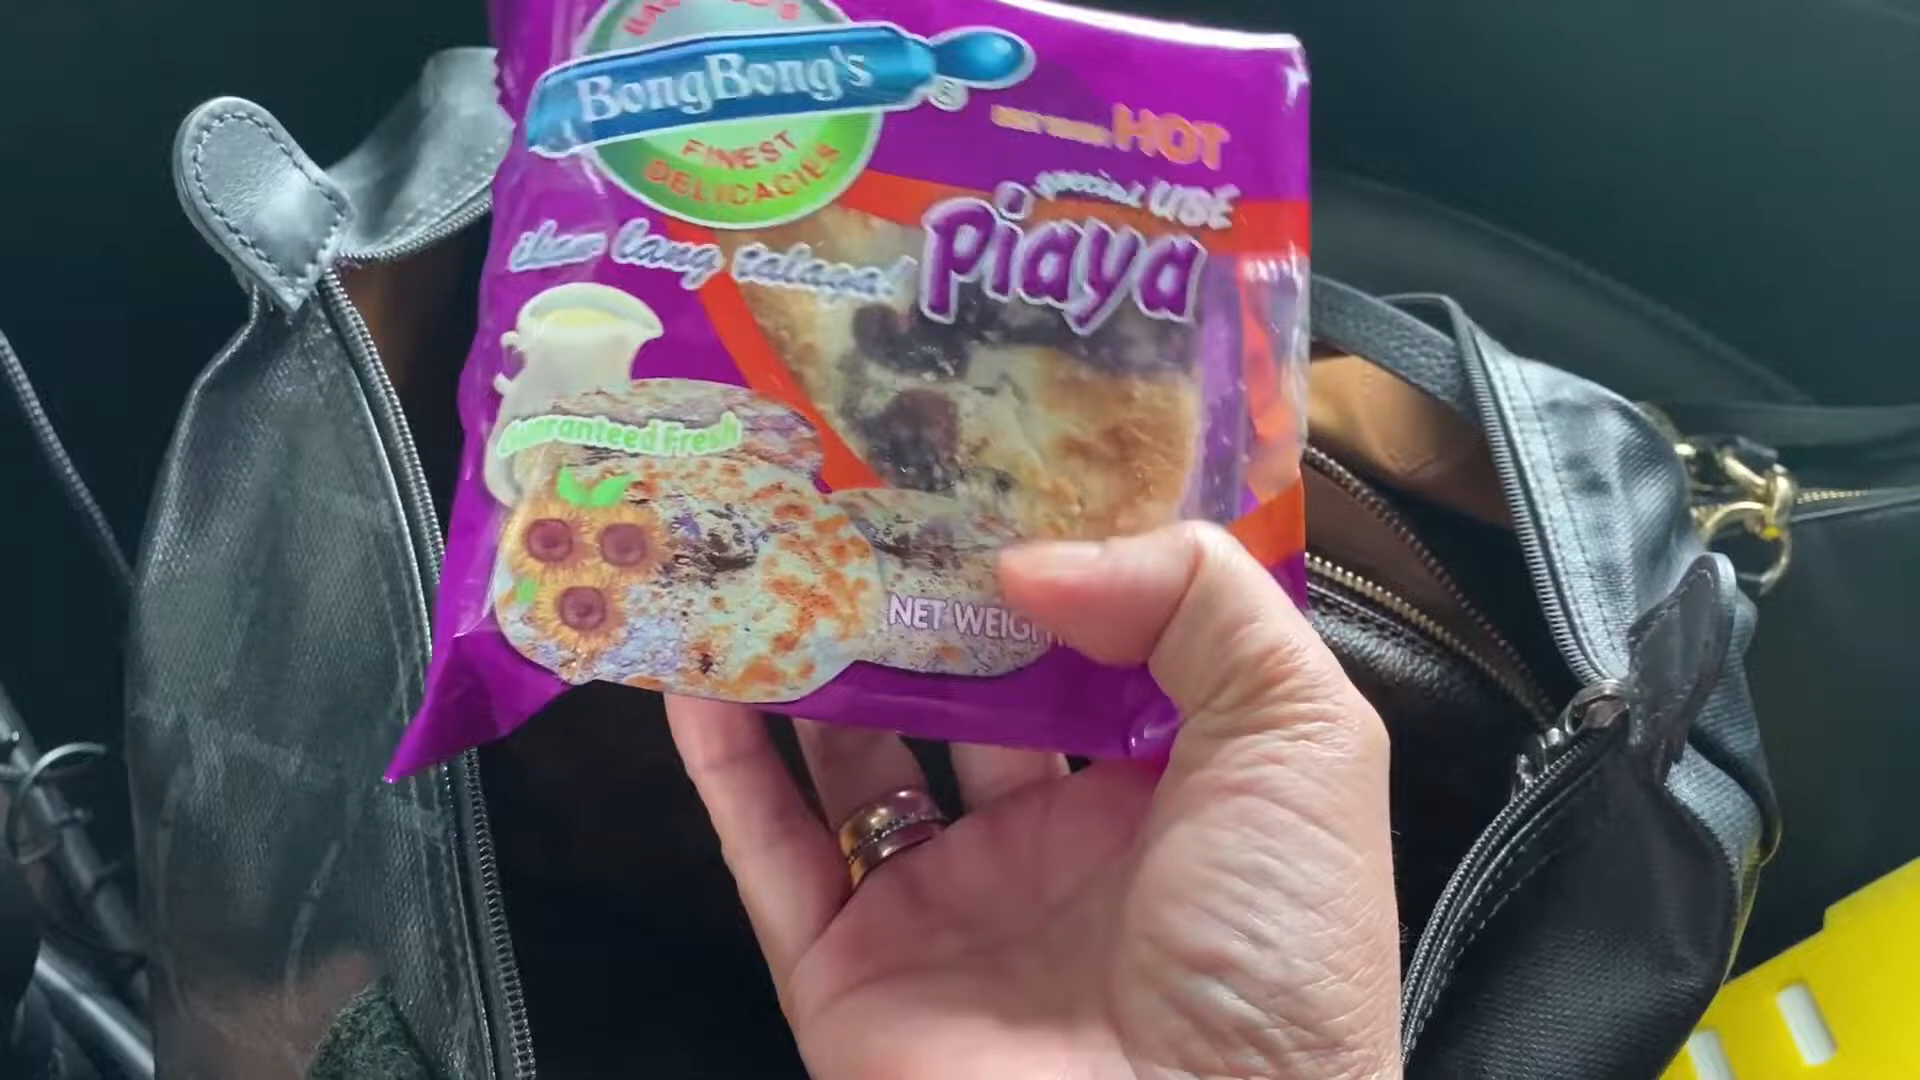 BongBong's
®
FINEST
DELICACIES
HOT
special UBE
Piaya
ikaw lang talaga!
Guaranteed Fresh
NET WEIGH